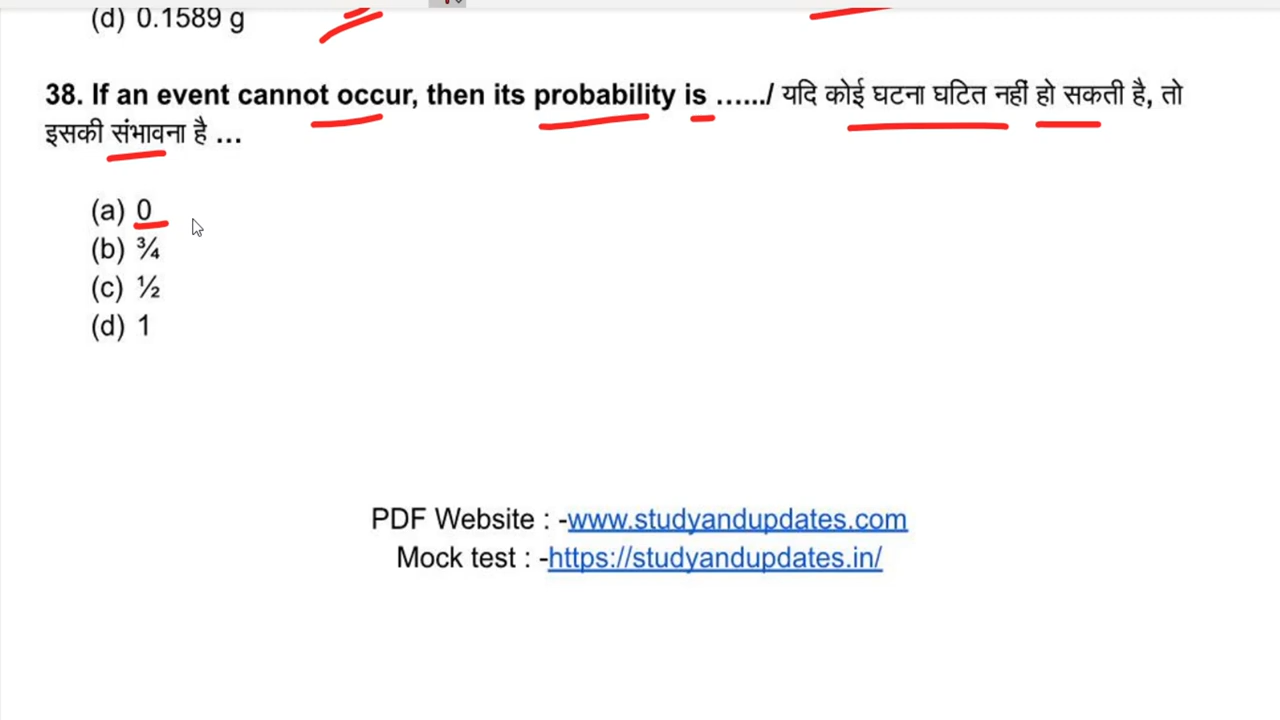 (d) 0.1589 g
38. If an event cannot occur, then its probability is ....../ यदि कोई घटना घटित नहीं हो सकती है, तो
इसकी संभावना है ...
(a) 0
(b) ¾
(c) ½
(d) 1
PDF Website : -www.studyandupdates.com
Mock test : -https://studyandupdates.in/